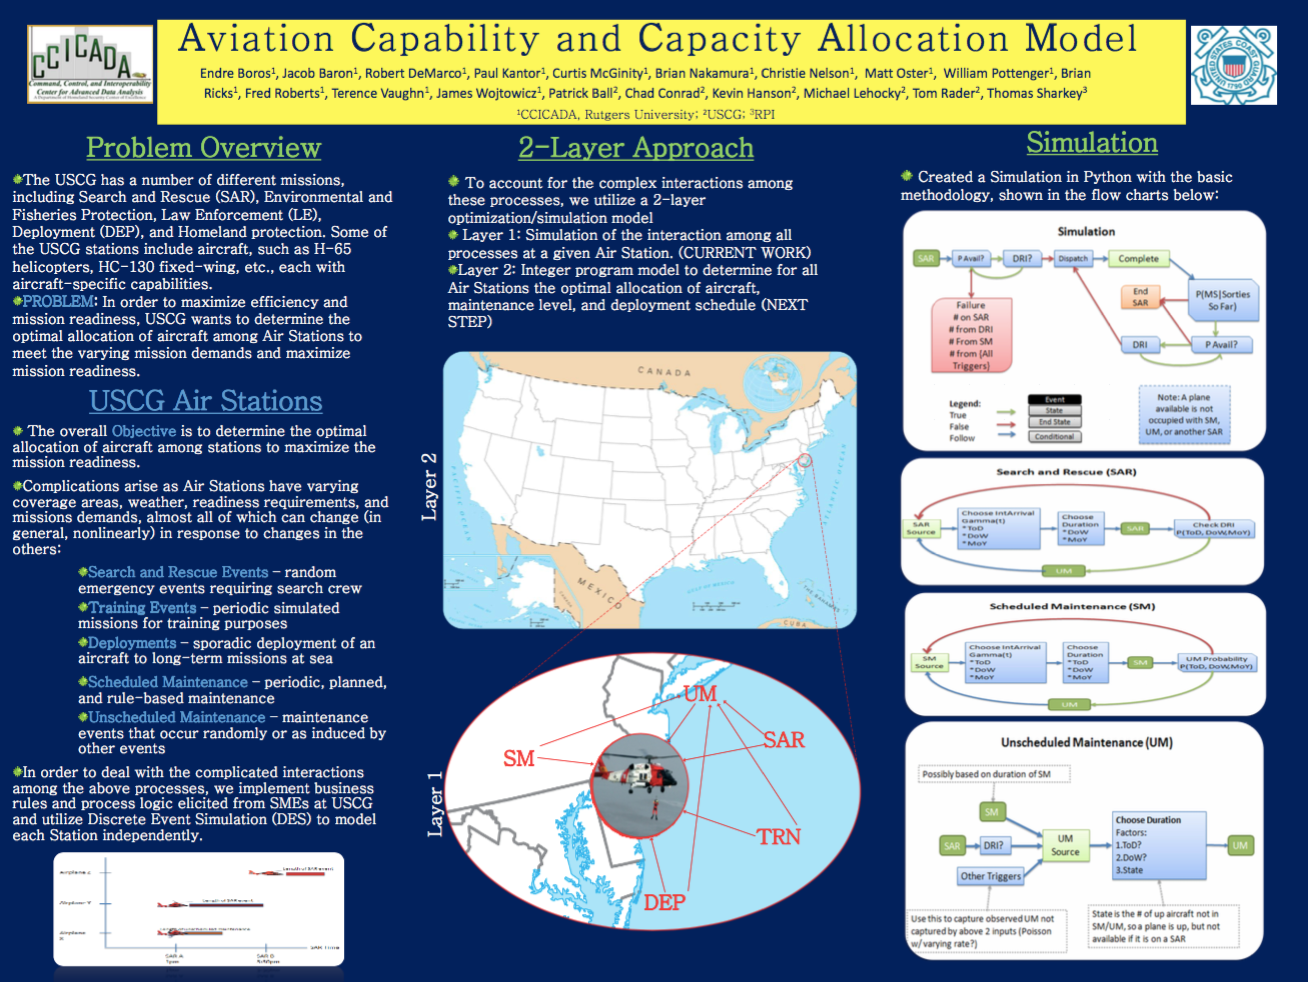 CCICADA
Command, Control, and Interoperability
Center for Advanced Data Analysis
A Department of Homeland Security Center of Excellence
Aviation Capability and Capacity Allocation Model
Endre Boros¹, Jacob Baron¹, Robert DeMarco¹, Paul Kantor¹, Curtis McGinity¹, Brian Nakamura¹, Christie Nelson¹, Matt Oster¹, William Pottenger¹, Brian
Ricks¹, Fred Roberts¹, Terence Vaughn¹, James Wojtowicz¹, Patrick Ball², Chad Conrad², Kevin Hanson², Michael Lehocky², Tom Rader², Thomas Sharkey³
¹CCICADA, Rutgers University; ²USCG; ³RPI
UNITED STATES COAST GUARD
1790
Problem Overview
The USCG has a number of different missions,
including Search and Rescue (SAR), Environmental and
Fisheries Protection, Law Enforcement (LE),
Deployment (DEP), and Homeland protection. Some of
the USCG stations include aircraft, such as H-65
helicopters, HC-130 fixed-wing, etc., each with
aircraft-specific capabilities.
PROBLEM: In order to maximize efficiency and
mission readiness, USCG wants to determine the
optimal allocation of aircraft among Air Stations to
meet the varying mission demands and maximize
mission readiness.
USCG Air Stations
The overall Objective is to determine the optimal
allocation of aircraft among stations to maximize the
mission readiness.
Complications arise as Air Stations have varying
coverage areas, weather, readiness requirements, and
missions demands, almost all of which can change (in
general, nonlinearly) in response to changes in the
others:
Search and Rescue Events – random
emergency events requiring search crew
Training Events – periodic simulated
missions for training purposes
Deployments – sporadic deployment of an
aircraft to long-term missions at sea
Scheduled Maintenance – periodic, planned,
and rule-based maintenance
Unscheduled Maintenance – maintenance
events that occur randomly or as induced by
other events
In order to deal with the complicated interactions
among the above processes, we implement business
rules and process logic elicited from SMEs at USCG
and utilize Discrete Event Simulation (DES) to model
each Station independently.
Airplane Z
Length of SAR event
Airplane Y
Length of SAR event
Airplane
X
SAR Time
SAR A
SAR B
2-Layer Approach
To account for the complex interactions among
these processes, we utilize a 2-layer
optimization/simulation model
Layer 1: Simulation of the interaction among all
processes at a given Air Station. (CURRENT WORK)
Layer 2: Integer program model to determine for all
Air Stations the optimal allocation of aircraft,
maintenance level, and deployment schedule (NEXT
STEP)
Layer 2
CANADA
MEXICO
CUBA
Layer 1
UM
SAR
SM
TRN
DEP
Simulation
Created a Simulation in Python with the basic
methodology, shown in the flow charts below:
Simulation
SAR
P Avail?
DRI?
Dispatch
Complete
Failure
# on SAR
# from DRI
# From SM
# from {All
Triggers}
End
SAR
P(MS|Sorties
So Far)
DRI
P Avail?
Legend:
True
False
Follow
Event
State
End State
Conditional
Note: A plane
available is not
occupied with SM,
UM, or another SAR
Search and Rescue (SAR)
SAR
Source
Choose IntArrival
Gamma(t)
*ToD
*DoW
*MoY
Choose
Duration
*DoW
*MoY
SAR
Check DRI
P(ToD, DoW,MoY)
UM
Scheduled Maintenance (SM)
SM
Source
Choose IntArrival
Gamma(t)
*ToD
*DoW
*MoY
Choose
Duration
*ToD
*DoW
*MoY
SM
UM Probability
P(ToD, DoW,MoY)
UM
Unscheduled Maintenance (UM)
Possibly based on duration of SM
SM
SAR
DRI?
Other Triggers
UM
Source
Choose Duration
Factors:
1.ToD?
2.DoW?
3.State
UM
Use this to capture observed UM not
captured by above 2 inputs (Poisson
w/ varying rate?)
State is the # of up aircraft not in
SM/UM, so a plane is up, but not
available if it is on a SAR